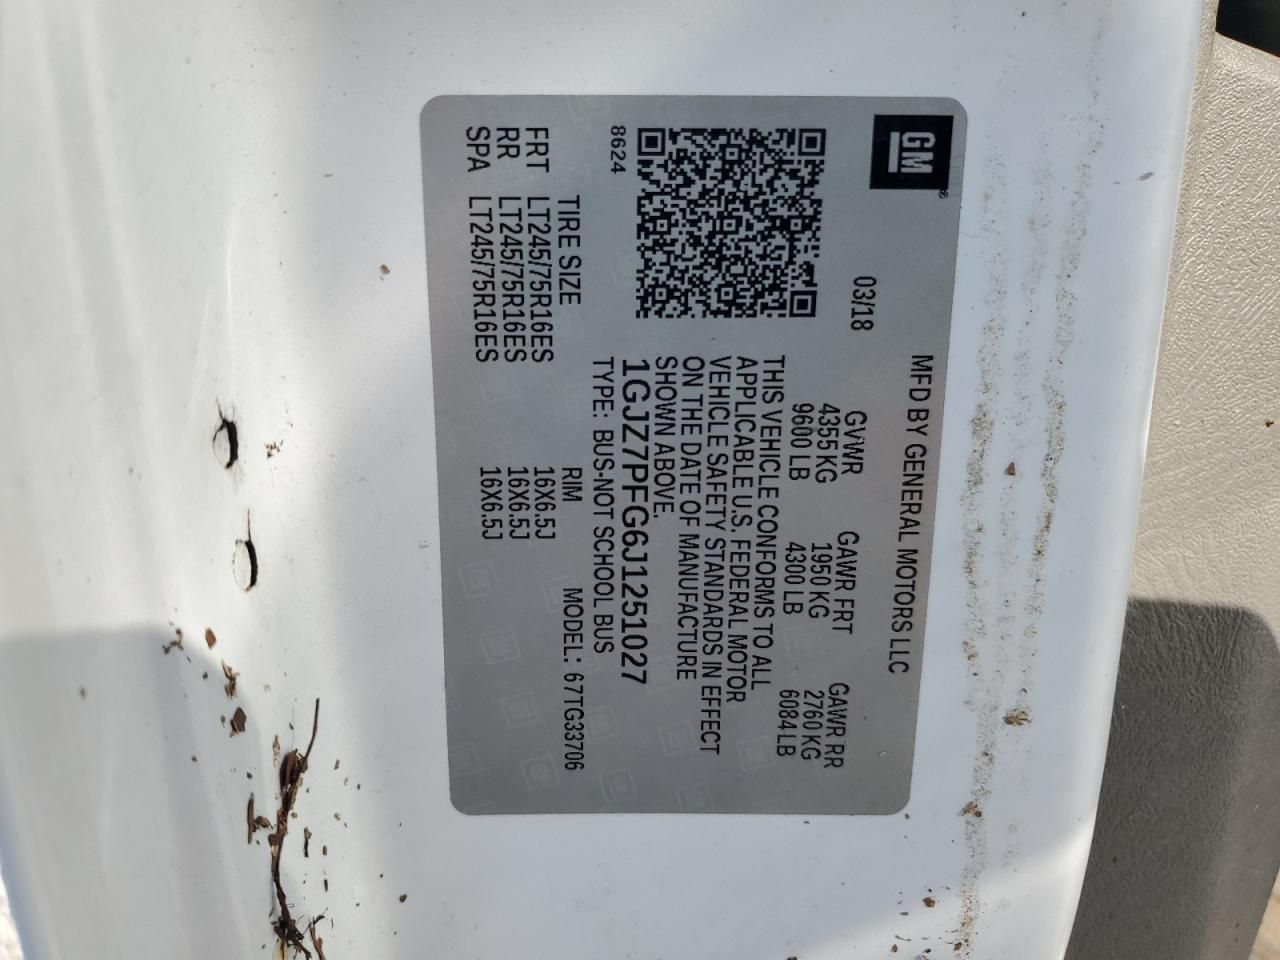 GM
MFD BY GENERAL MOTORS LLC
03/18
GVWR GAWR FRT GAWR RR
4355 KG 1950 KG 2760 KG
9600 LB 4300 LB 6084 LB
THIS VEHICLE CONFORMS TO ALL
APPLICABLE U.S. FEDERAL MOTOR
VEHICLE SAFETY STANDARDS IN EFFECT
ON THE DATE OF MANUFACTURE
SHOWN ABOVE.
1GJZ7PFG6J1251027
8624 TYPE: BUS-NOT SCHOOL BUS
TIRE SIZE RIM MODEL: 67TG33706
FRT LT245/75R16ES 16X6.5J
RR LT245/75R16ES 16X6.5J
SPA LT245/75R16ES 16X6.5J